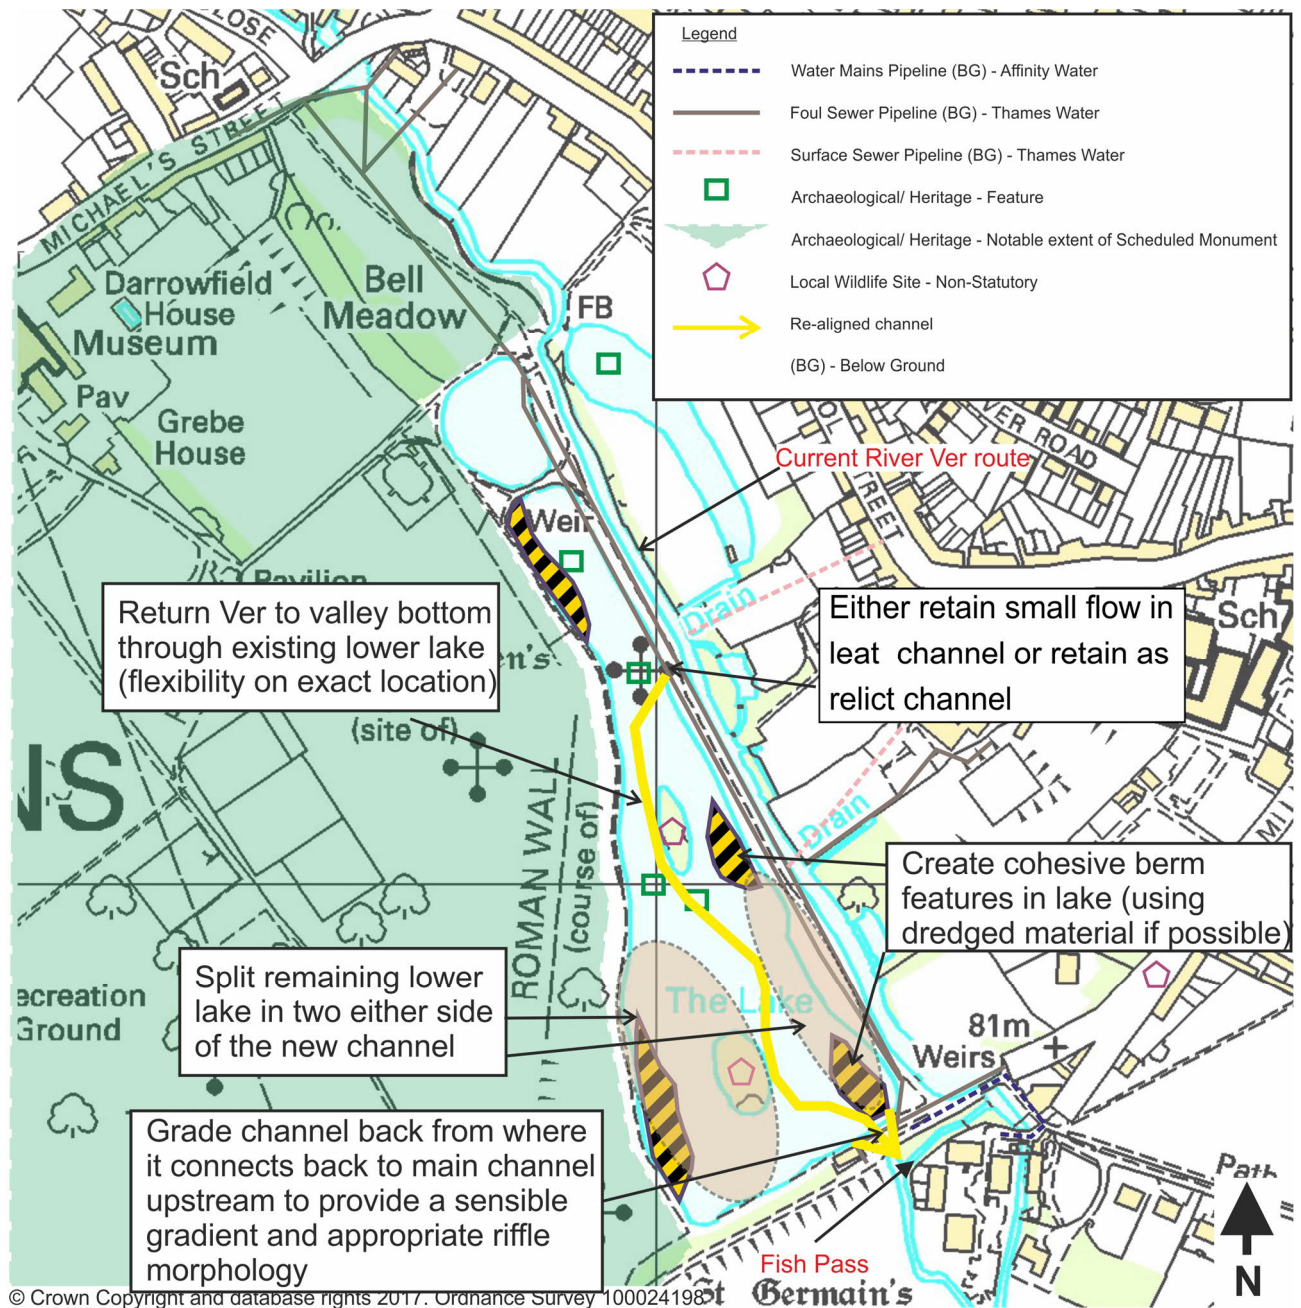 CLOSE
Sch
MICHAEL'S STREE
Legend
Water Mains Pipeline (BG) - Affinity Water
Foul Sewer Pipeline (BG) - Thames Water
Surface Sewer Pipeline (BG) - Thames Water
Archaeological/ Heritage - Feature
Archaeological/ Heritage - Notable extent of Scheduled Monument
Local Wildlife Site - Non-Statutory
Re-aligned channel
(BG) - Below Ground
Darrowfield
House
Museum
Bell
Meadow
FB
Pav
Grebe
House
VER ROAD
STREET
Current River Ver route
Weir
Pavilion
Drain
Sch
Return Ver to valley bottom
through existing lower lake
(flexibility on exact location)
en's
(site of)
Either retain small flow in
leat channel or retain as
relict channel
NS
ROMAN WALL
(course of)
Drain
Create cohesive berm
features in lake (using
dredged material if possible)
ecreation
Ground
Split remaining lower
lake in two either side
of the new channel
The Lake
81m
Weirs
Grade channel back from where
it connects back to main channel
upstream to provide a sensible
gradient and appropriate riffle
morphology
Path
Fish Pass
St Germain's
N
© Crown Copyright and database rights 2017. Ordnance Survey 100024198